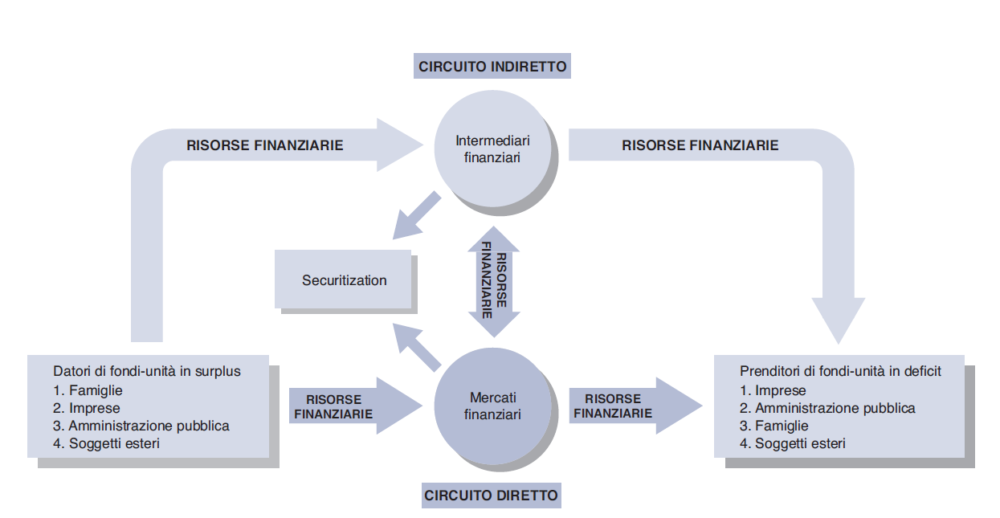 CIRCUITO INDIRETTO
RISORSE FINANZIARIE
Intermediari
finanziari
RISORSE FINANZIARIE
Securitization
RISORSE
FINANZIARIE
Datori di fondi-unità in surplus
1. Famiglie
2. Imprese
3. Amministrazione pubblica
4. Soggetti esteri
RISORSE
FINANZIARIE
Mercati
finanziari
RISORSE
FINANZIARIE
Prenditori di fondi-unità in deficit
1. Imprese
2. Amministrazione pubblica
3. Famiglie
4. Soggetti esteri
CIRCUITO DIRETTO